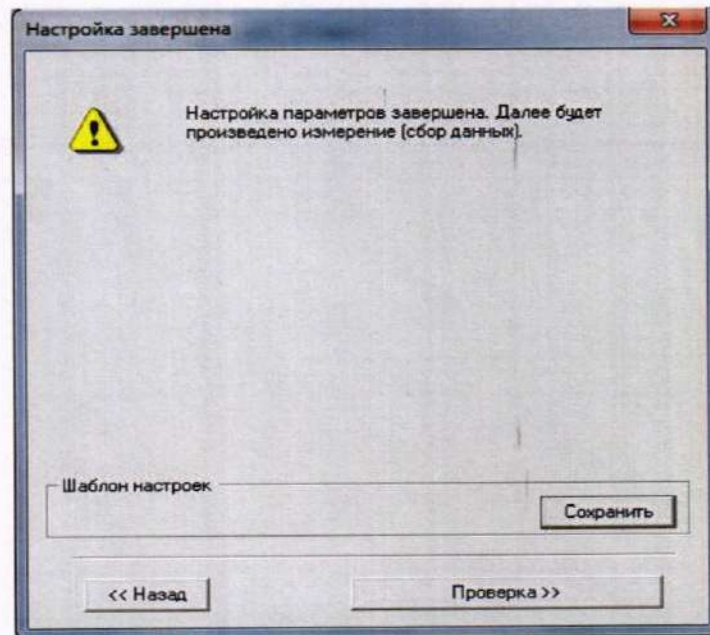 Настройка завершена
Настройка параметров завершена. Далее будет
произведено измерение (сбор данных).
Шаблон настроек
Сохранить
<< Назад
Проверка >>